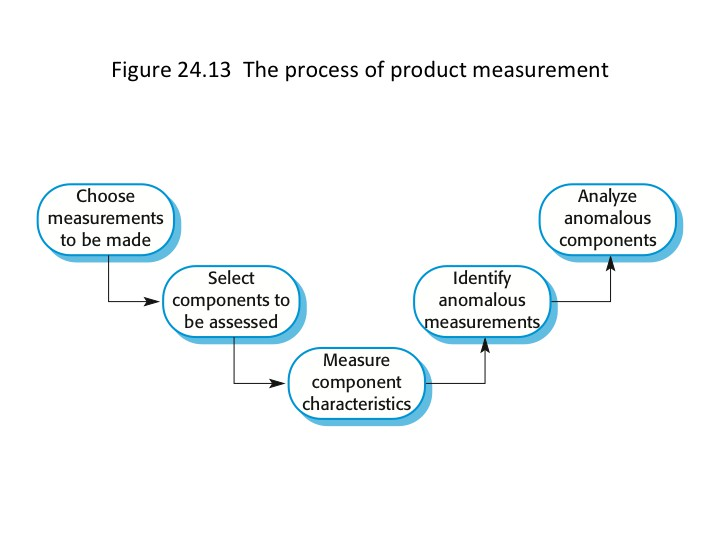 Figure 24.13  The process of product measurement
Choose
measurements
to be made
Select
components to
be assessed
Measure
component
characteristics
Identify
anomalous
measurements
Analyze
anomalous
components